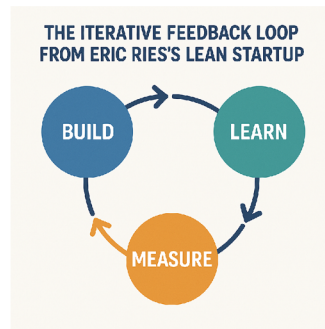 THE ITERATIVE FEEDBACK LOOP
FROM ERIC RIES'S LEAN STARTUP
BUILD
LEARN
MEASURE